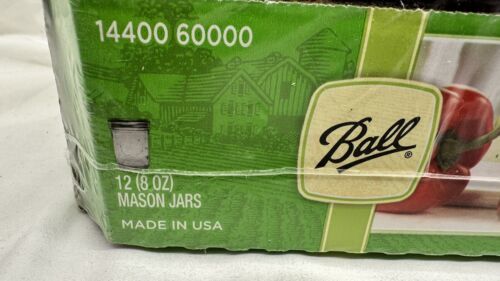 14400 60000
Ball®
12 (8 OZ)
MASON JARS
MADE IN USA